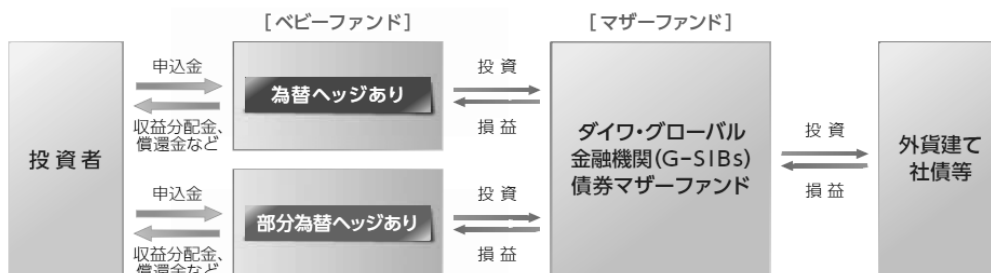 [ベビーファンド]
[マザーファンド]
投資者
申込金
収益分配金、
償還金など
為替ヘッジあり
投資
損益
申込金
収益分配金、
償還金など
部分為替ヘッジあり
投資
損益
ダイワ・グローバル
金融機関(G-SIBs)
債券マザーファンド
投資
損益
外貨建て
社債等